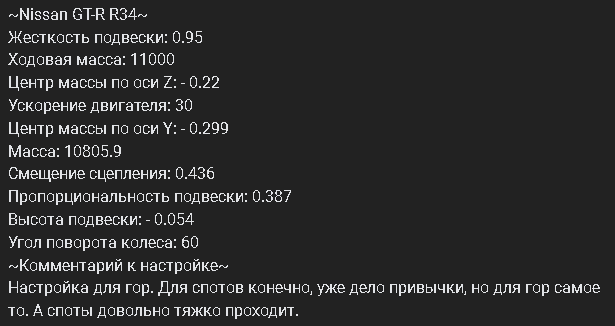 ~Nissan GT-R R34~
Жесткость подвески: 0.95
Ходовая масса: 11000
Центр массы по оси Z: - 0.22
Ускорение двигателя: 30
Центр массы по оси Y: - 0.299
Масса: 10805.9
Смещение сцепления: 0.436
Пропорциональность подвески: 0.387
Высота подвески: - 0.054
Угол поворота колеса: 60
~Комментарий к настройке~
Настройка для гор. Для спотов конечно, уже дело привычки, но для гор самое
то. А споты довольно тяжко проходит.